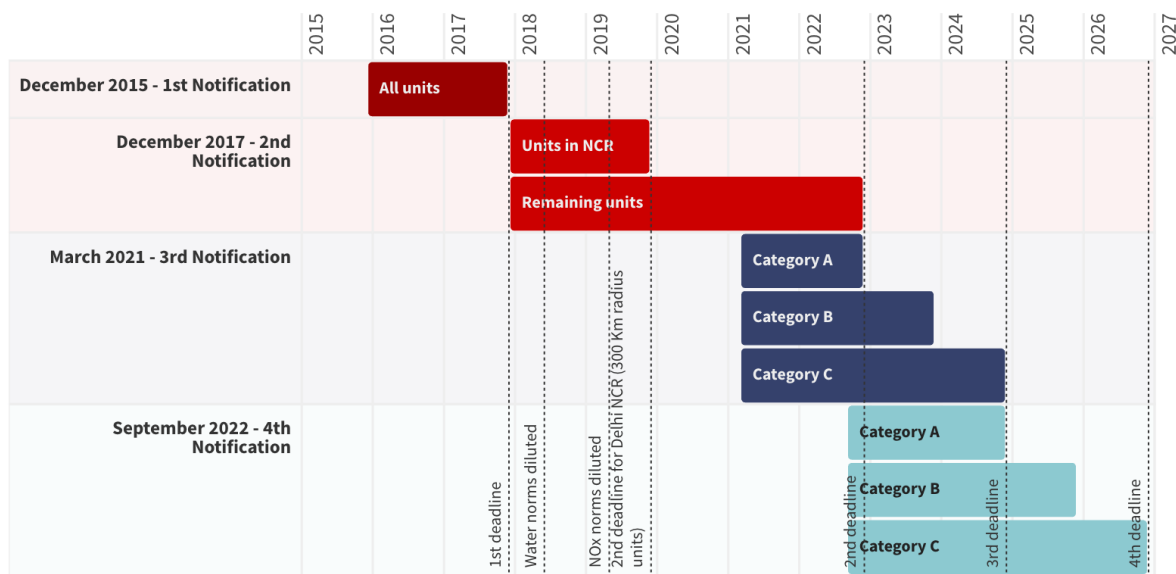 2015
2016
2017
2018
2019
2020
2021
2022
2023
2024
2025
2026
2027
December 2015 - 1st Notification
All units
December 2017 - 2nd
Notification
Units in NCR
Remaining units
March 2021 - 3rd Notification
Category A
Category B
Category C
September 2022 - 4th
Notification
Category A
Category B
Category C
1st deadline
Water norms diluted
NOx norms diluted
2nd deadline for Delhi NCR (300 Km radius
units)
2nd deadline
3rd deadline
4th deadline